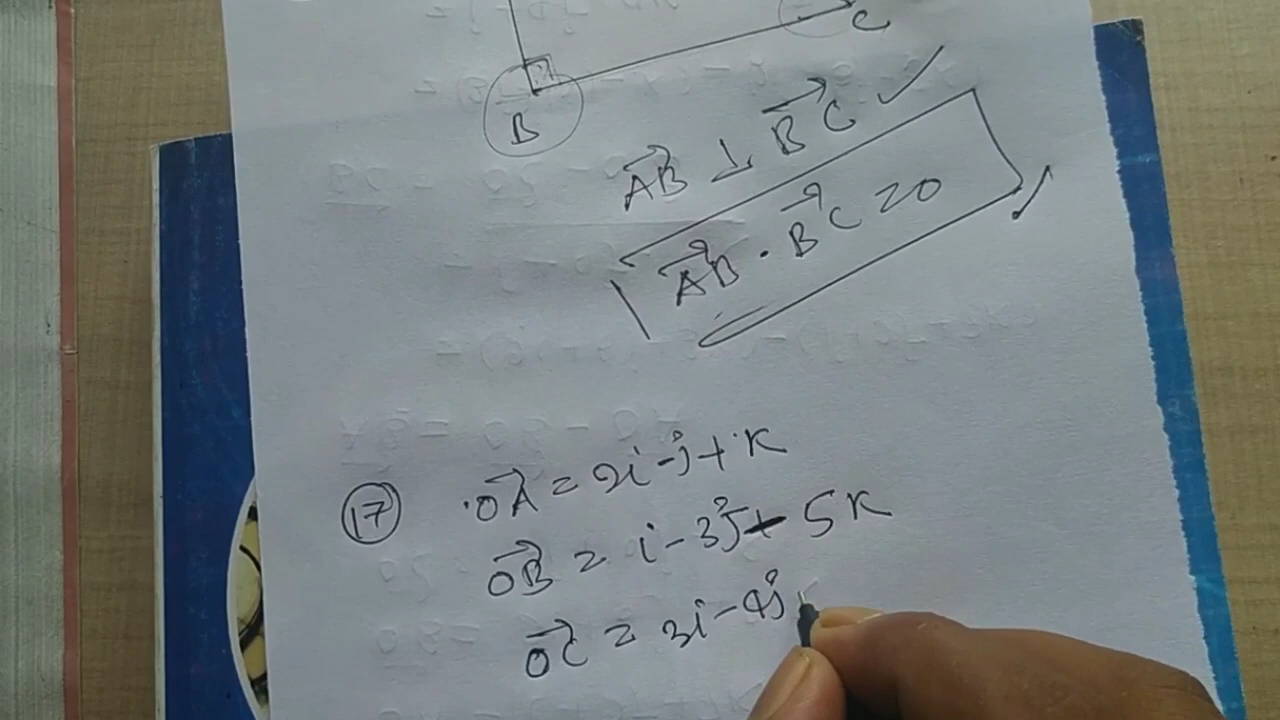 C
B
AB ⊥ BC ✓
AB · BC = 0
17 OA = 2i - j + k
OB = i - 3j - 5k
OC = 3i - 4j